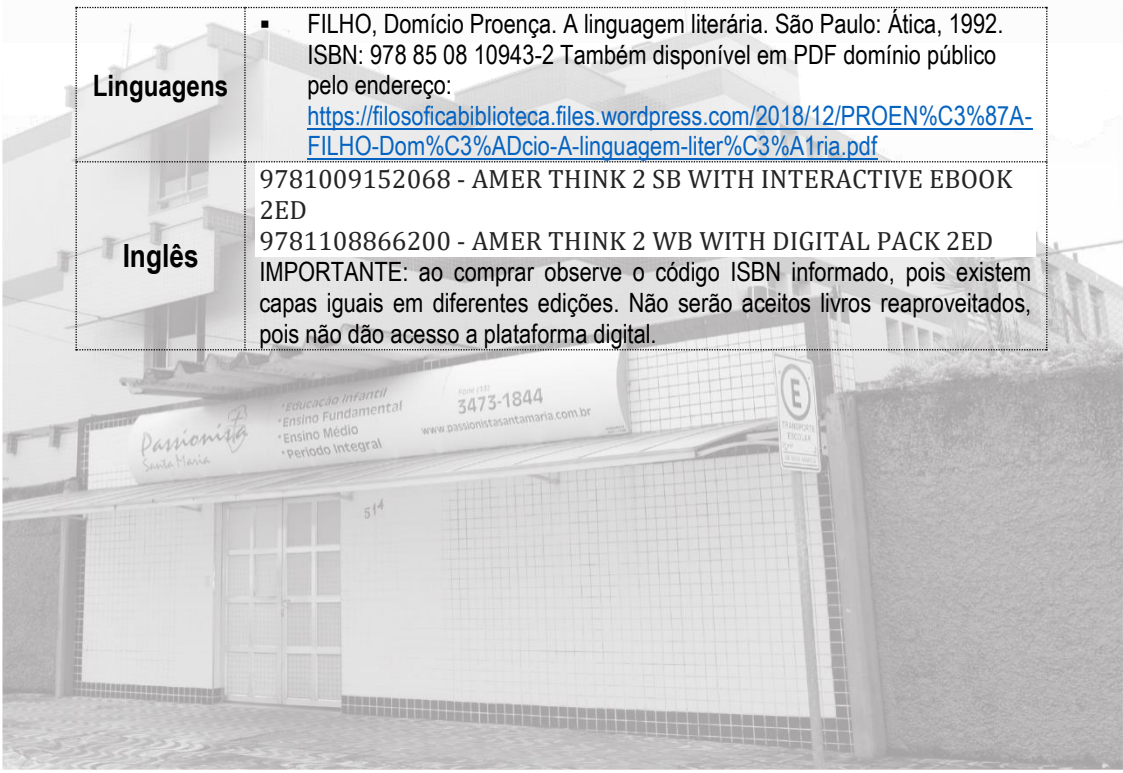 FILHO, Domício Proença. A linguagem literária. São Paulo: Ática, 1992.
ISBN: 978 85 08 10943-2 Também disponível em PDF domínio público
Linguagens
pelo endereço:
https://filosoficabiblioteca.files.wordpress.com/2018/12/PROEN%C3%87A-
FILHO-Dom%C3%ADcio-A-linguagem-liter%C3%A1ria.pdf
9781009152068 - AMER THINK 2 SB WITH INTERACTIVE EBOOK
2ED
9781108866200 - AMER THINK 2 WB WITH DIGITAL PACK 2ED
Inglês
IMPORTANTE: ao comprar observe o código ISBN informado, pois existem
capas iguais em diferentes edições. Não serão aceitos livros reaproveitados,
pois não dão acesso a plataforma digital.
Passionista
Santa Maria
*Educação Infantil
*Ensino Fundamental
*Ensino Médio
*Período Integral
Fone (13)
3473-1844
www.passionistasantamaria.com.br
514
E
TRANSPORTE
ESCOLAR